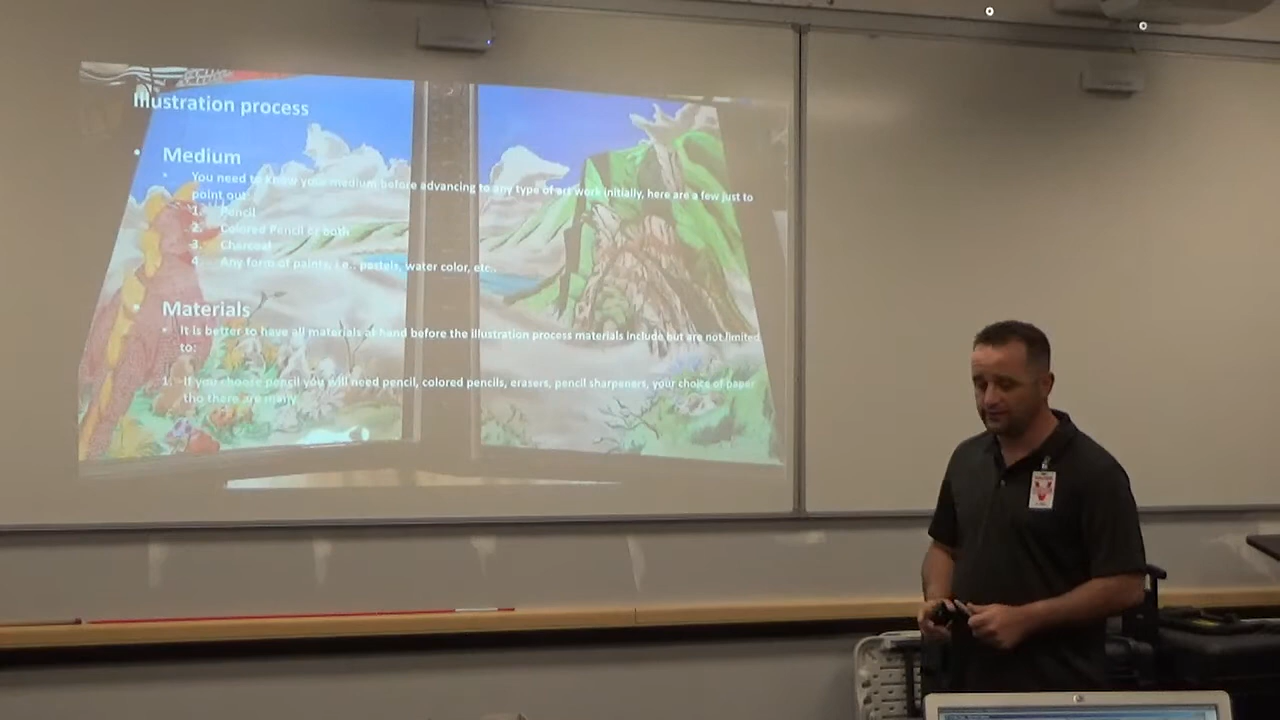 Illustration process
• Medium
• You need to know your medium before advancing to any type of art work initially, here are a few just to
point out:
1. Pencil
2. Colored Pencil or both
3. Charcoal
4. Any form of paints, i.e.. pastels, water color, etc..
• Materials
• It is better to have all materials at hand before the illustration process materials include but are not limited
to:
1. If you choose pencil you will need pencil, colored pencils, erasers, pencil sharpeners, your choice of paper
tho there are many